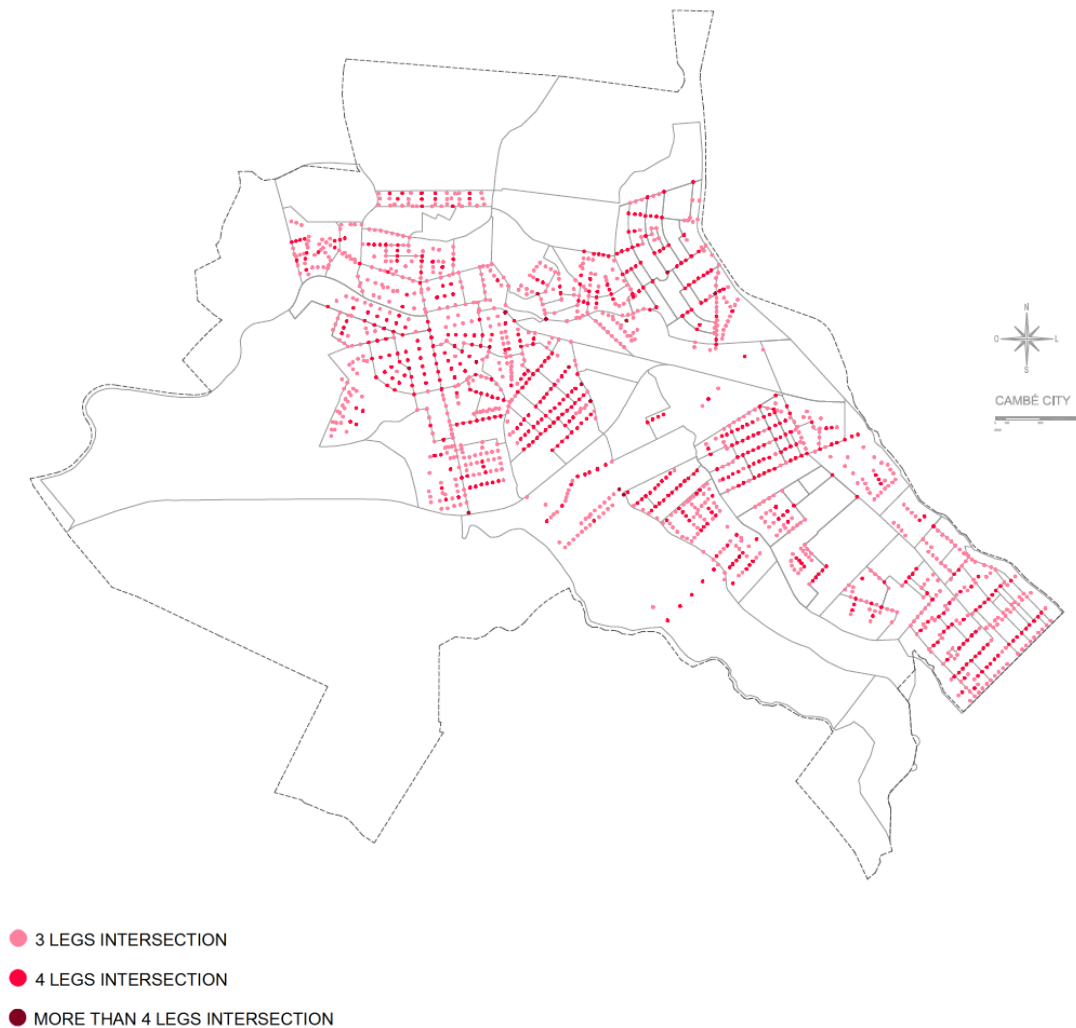 N
O
L
S
CAMBÉ CITY
3 LEGS INTERSECTION
4 LEGS INTERSECTION
MORE THAN 4 LEGS INTERSECTION